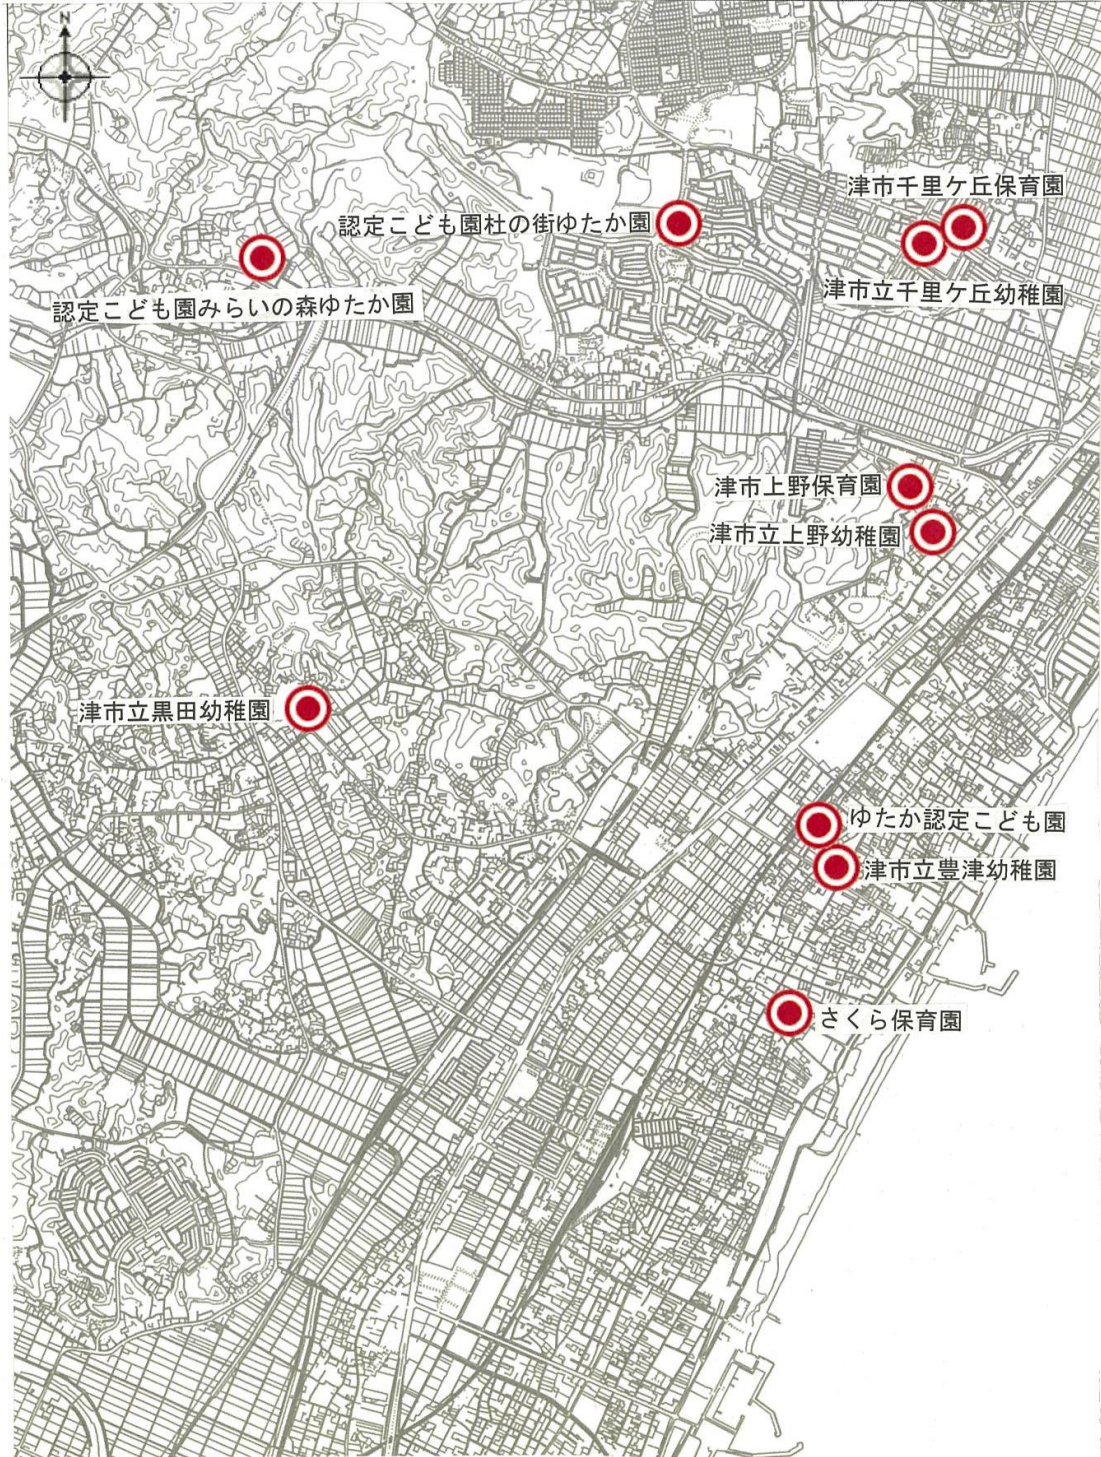 N
津市千里ケ丘保育園
認定こども園杜の街ゆたか園
津市立千里ケ丘幼稚園
認定こども園みらいの森ゆたか園
津市上野保育園
津市立上野幼稚園
津市立黒田幼稚園
ゆたか認定こども園
津市立豊津幼稚園
さくら保育園